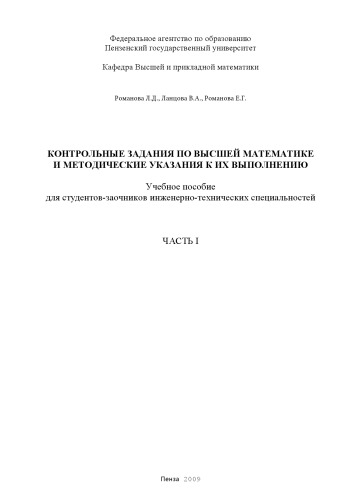 Федеральное агентство по образованию
Пензенский государственный университет
Кафедра Высшей и прикладной математики
Романова Л.Д., Ланцова В.А., Романова Е.Г.
КОНТРОЛЬНЫЕ ЗАДАНИЯ ПО ВЫСШЕЙ МАТЕМАТИКЕ
И МЕТОДИЧЕСКИЕ УКАЗАНИЯ К ИХ ВЫПОЛНЕНИЮ
Учебное пособие
для студентов-заочников инженерно-технических специальностей
ЧАСТЬ I
Пенза 2009